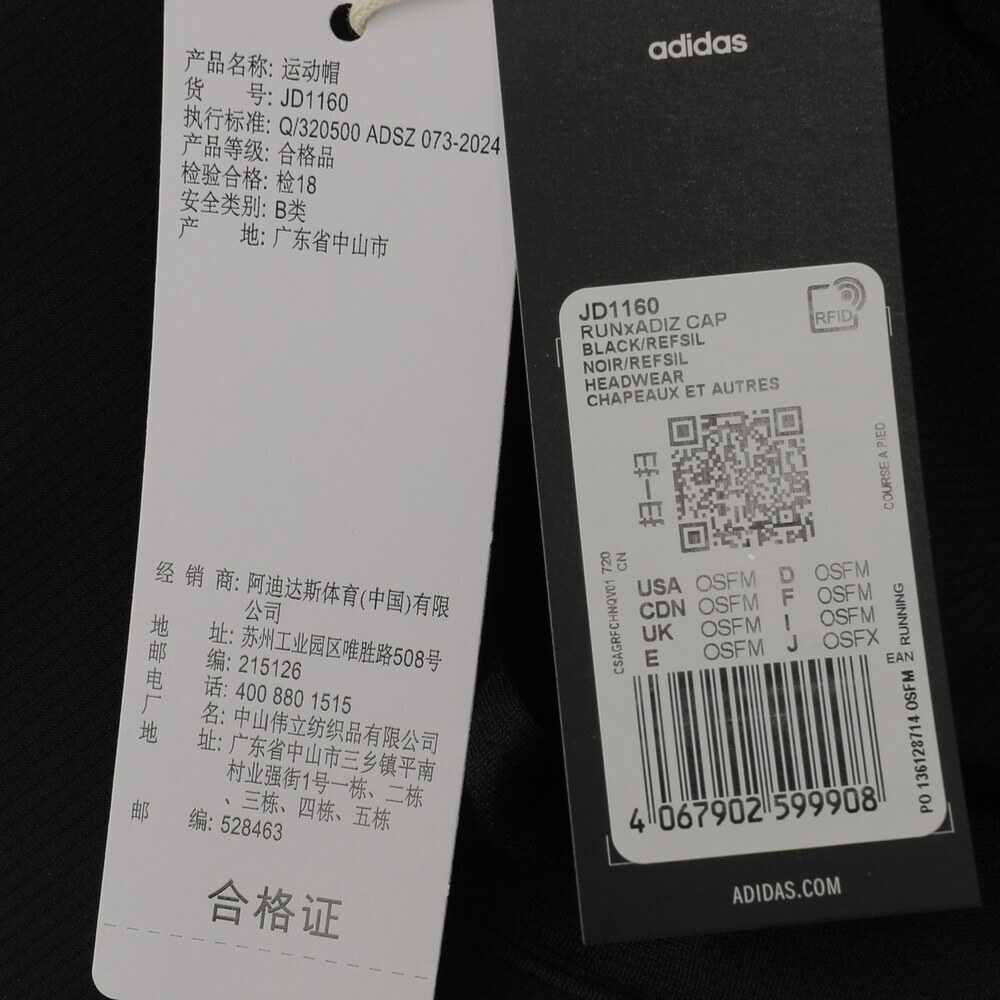 产品名称: 运动帽
货 号: JD1160
执行标准: Q/320500 ADSZ 073-2024
产品等级: 合格品
检验合格: 检18
安全类别: B类
产 地: 广东省中山市
经 销 商: 阿迪达斯体育(中国)有限
公司
地 址: 苏州工业园区唯胜路508号
邮 编: 215126
电 话: 400 880 1515
厂 名: 中山伟立纺织品有限公司
地 址: 广东省中山市三乡镇平南
村业强街1号一栋、二栋
、三栋、四栋、五栋
邮 编: 528463
合格证
adidas
JD1160
RUNxADIZ CAP
BLACK/REFSIL
NOIR/REFSIL
HEADWEAR
CHAPEAUX ET AUTRES
RFID
扫一扫
COURSE A PIED
CSAGRFCHNQV01 720
CN
USA OSFM D OSFM
CDN OSFM F OSFM
UK OSFM I OSFM
E OSFM J OSFX
EAN RUNNING
PO 136128714 OSFM 2
4 067902 599908
ADIDAS.COM